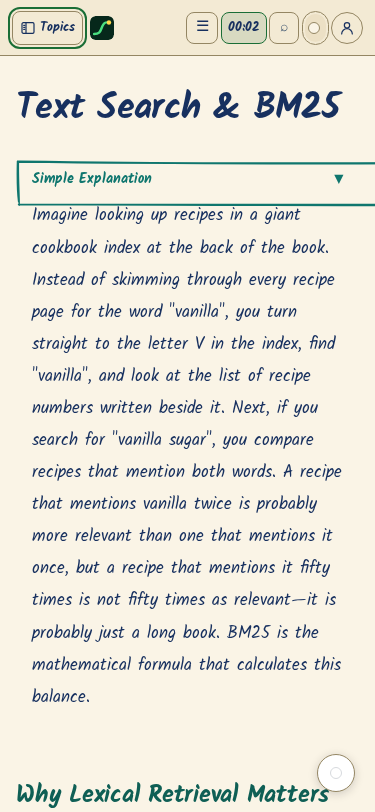 Topics
00:02
Text Search & BM25
Simple Explanation
Imagine looking up recipes in a giant
cookbook index at the back of the book.
Instead of skimming through every recipe
page for the word "vanilla", you turn
straight to the letter V in the index, find
"vanilla", and look at the list of recipe
numbers written beside it. Next, if you
search for "vanilla sugar", you compare
recipes that mention both words. A recipe
that mentions vanilla twice is probably
more relevant than one that mentions it
once, but a recipe that mentions it fifty
times is not fifty times as relevant—it is
probably just a long book. BM25 is the
mathematical formula that calculates this
balance.
Why Lexical Retrieval Matters